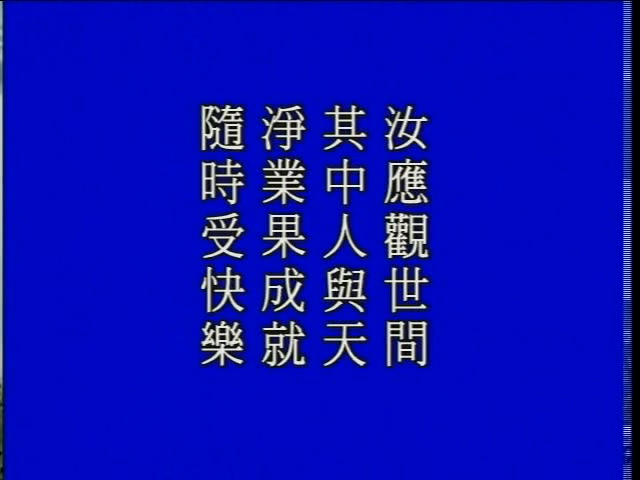 汝應觀世間
其中人與天
淨業果成就
隨時受快樂